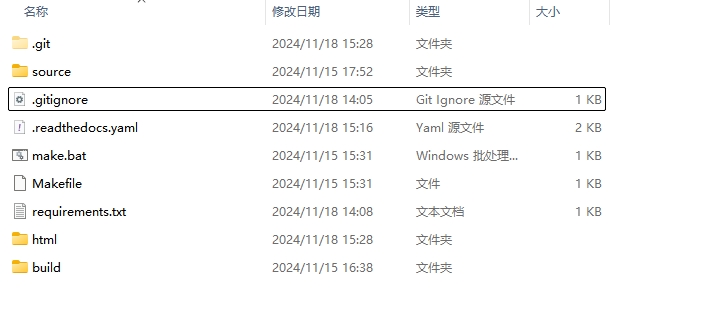 名称 修改日期 类型 大小
.git 2024/11/18 15:28 文件夹
source 2024/11/15 17:52 文件夹
.gitignore 2024/11/18 14:05 Git Ignore 源文件 1 KB
.readthedocs.yaml 2024/11/18 15:16 Yaml 源文件 2 KB
make.bat 2024/11/15 15:31 Windows 批处理... 1 KB
Makefile 2024/11/15 15:31 文件 1 KB
requirements.txt 2024/11/18 14:08 文本文档 1 KB
html 2024/11/18 15:28 文件夹
build 2024/11/15 16:38 文件夹